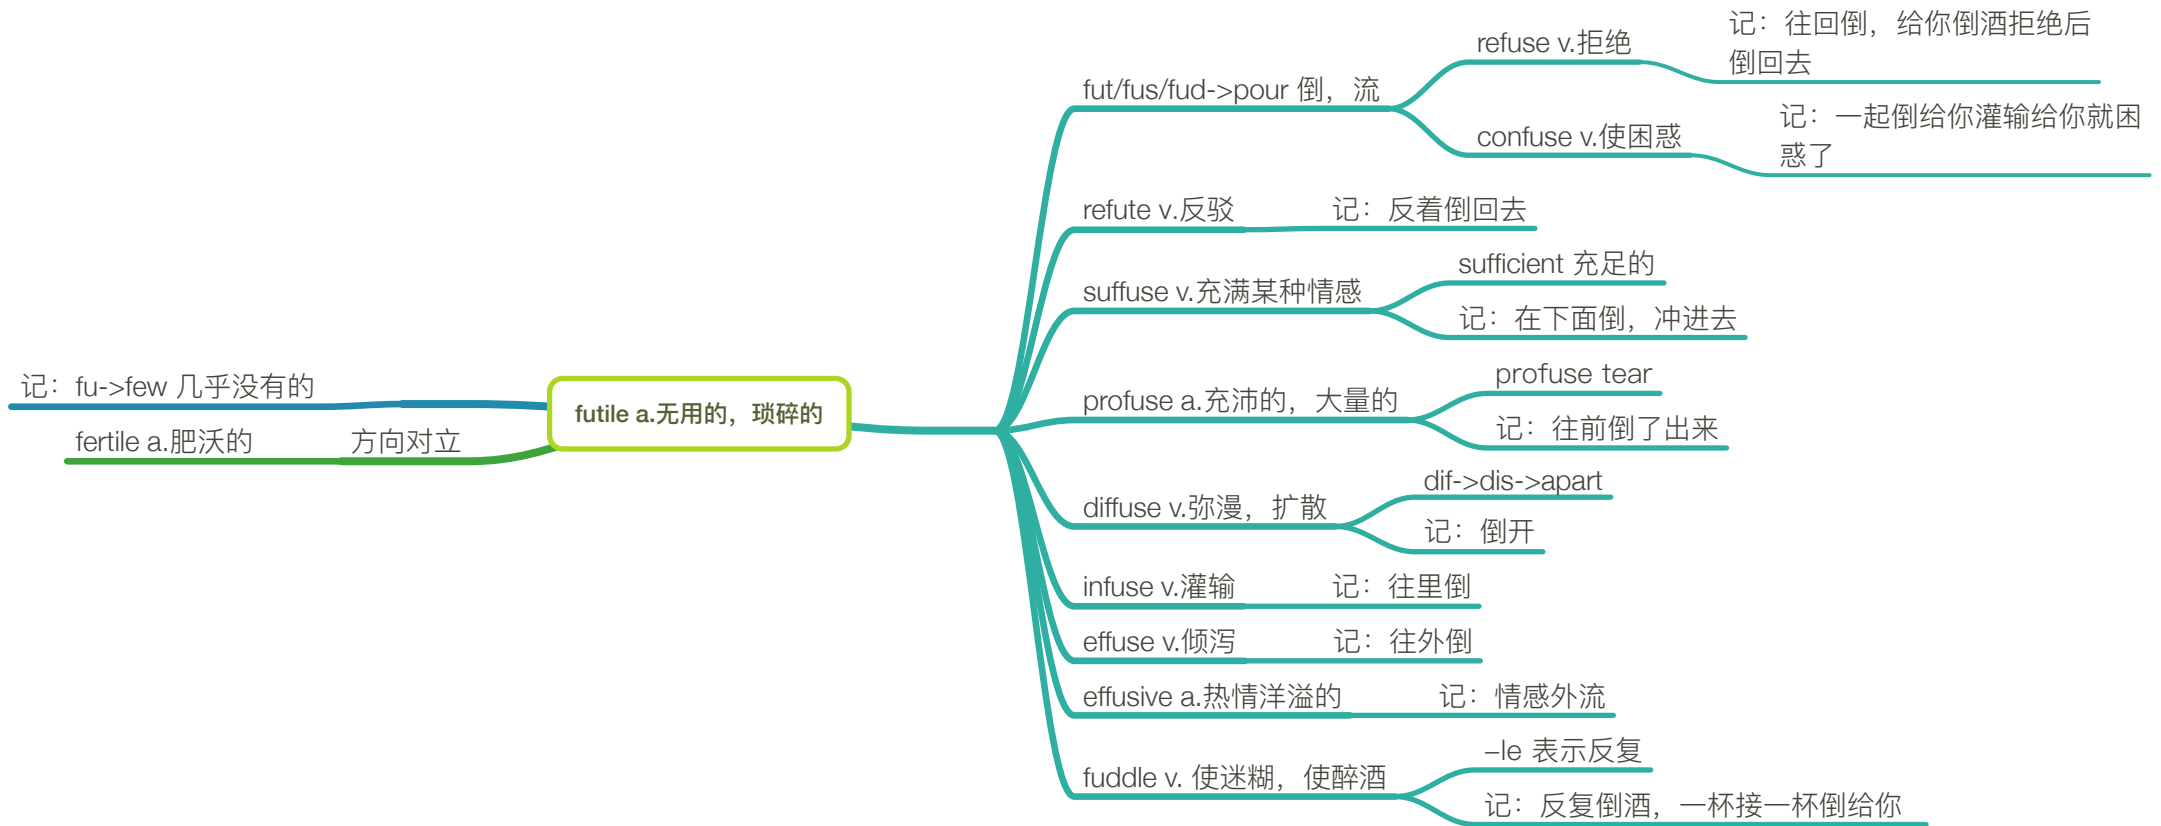 记：fu->few 几乎没有的
fertile a.肥沃的
方向对立
futile a.无用的，琐碎的
fut/fus/fud->pour 倒，流
refuse v.拒绝
记：往回倒，给你倒酒拒绝后
倒回去
confuse v.使困惑
记：一起倒给你灌输给你就困
惑了
refute v.反驳
记：反着倒回去
suffuse v.充满某种情感
sufficient 充足的
记：在下面倒，冲进去
profuse a.充沛的，大量的
profuse tear
记：往前倒了出来
diffuse v.弥漫，扩散
dif->dis->apart
记：倒开
infuse v.灌输
记：往里倒
effuse v.倾泻
记：往外倒
effusive a.热情洋溢的
记：情感外流
fuddle v. 使迷糊，使醉酒
–le 表示反复
记：反复倒酒，一杯接一杯倒给你